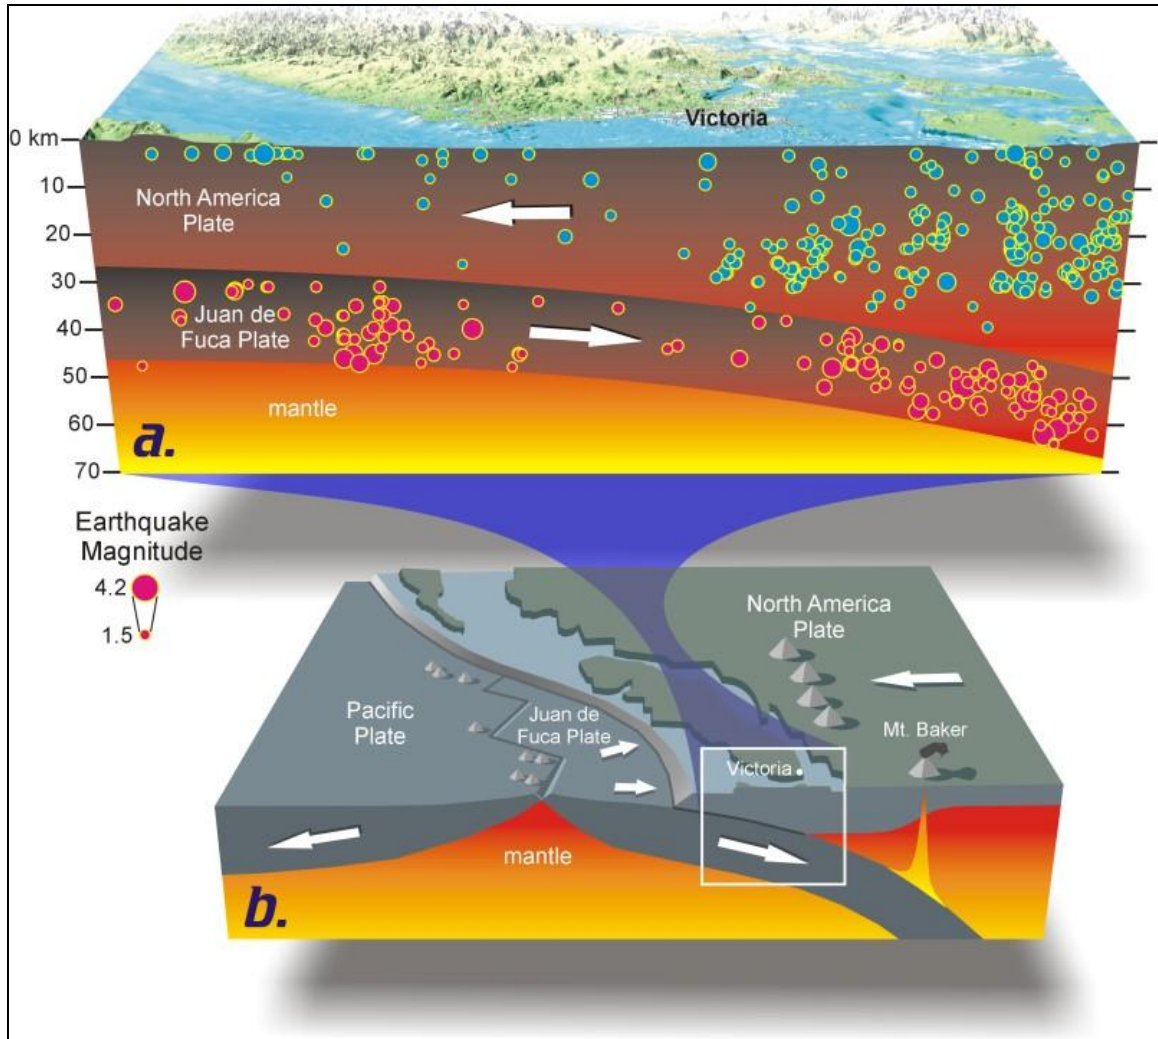 Victoria
0 km
10
20
30
40
50
60
70
North America
Plate
Juan de
Fuca Plate
mantle
a.
Earthquake
Magnitude
4.2
1.5
North America
Plate
Pacific
Plate
Juan de
Fuca Plate
Mt. Baker
Victoria
mantle
b.